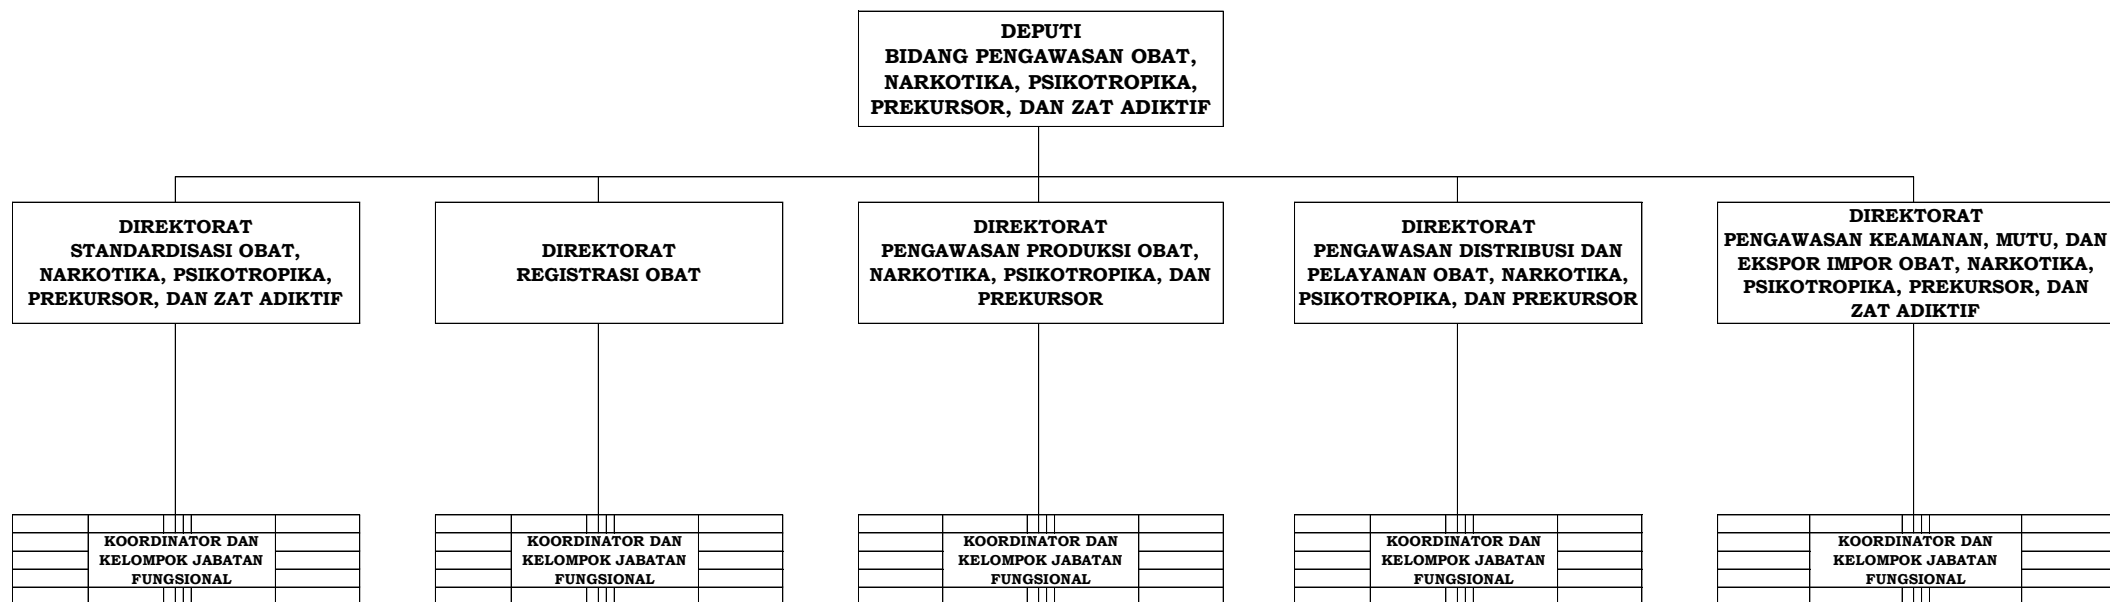 DEPUTI
BIDANG PENGAWASAN OBAT,
NARKOTIKA, PSIKOTROPIKA,
PREKURSOR, DAN ZAT ADIKTIF
DIREKTORAT
STANDARDISASI OBAT,
NARKOTIKA, PSIKOTROPIKA,
PREKURSOR, DAN ZAT ADIKTIF
DIREKTORAT
REGISTRASI OBAT
DIREKTORAT
PENGAWASAN PRODUKSI OBAT,
NARKOTIKA, PSIKOTROPIKA, DAN
PREKURSOR
DIREKTORAT
PENGAWASAN DISTRIBUSI DAN
PELAYANAN OBAT, NARKOTIKA,
PSIKOTROPIKA, DAN PREKURSOR
DIREKTORAT
PENGAWASAN KEAMANAN, MUTU, DAN
EKSPOR IMPOR OBAT, NARKOTIKA,
PSIKOTROPIKA, PREKURSOR, DAN
ZAT ADIKTIF
KOORDINATOR DAN
KELOMPOK JABATAN
FUNGSIONAL
KOORDINATOR DAN
KELOMPOK JABATAN
FUNGSIONAL
KOORDINATOR DAN
KELOMPOK JABATAN
FUNGSIONAL
KOORDINATOR DAN
KELOMPOK JABATAN
FUNGSIONAL
KOORDINATOR DAN
KELOMPOK JABATAN
FUNGSIONAL